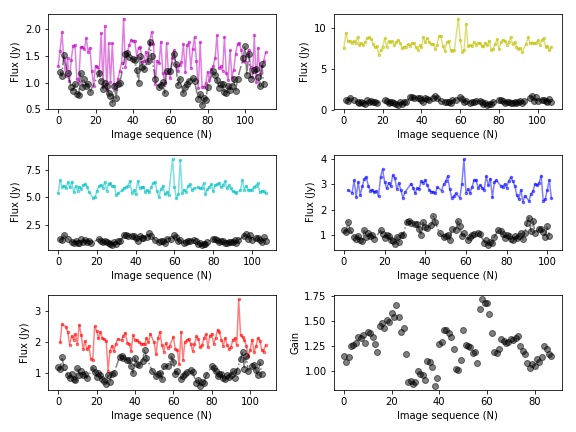 2.0
1.5
1.0
0.5
Flux (Jy)
0 20 40 60 80 100
Image sequence (N)
10
5
0
Flux (Jy)
0 20 40 60 80 100
Image sequence (N)
7.5
5.0
2.5
Flux (Jy)
0 20 40 60 80 100
Image sequence (N)
4
3
2
1
Flux (Jy)
0 20 40 60 80 100
Image sequence (N)
3
2
1
Flux (Jy)
0 20 40 60 80 100
Image sequence (N)
1.75
1.50
1.25
1.00
Gain
0 20 40 60 80
Image sequence (N)